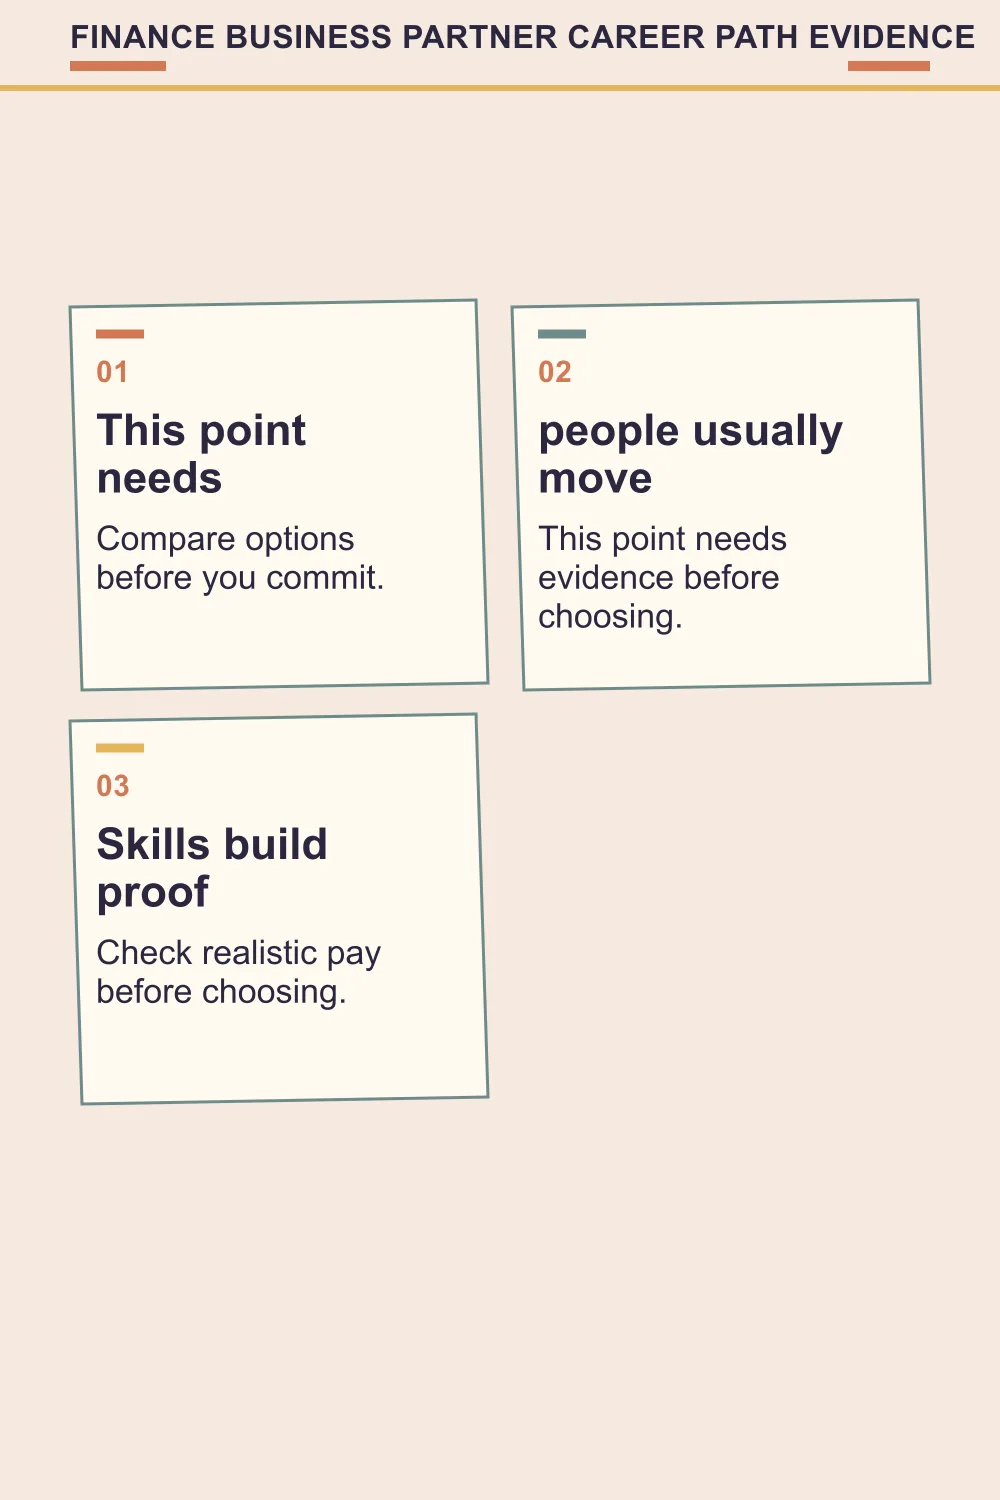 FINANCE BUSINESS PARTNER CAREER PATH EVIDENCE
01
This point
needs
Compare options
before you commit.
02
people usually
move
This point needs
evidence before
choosing.
03
Skills build
proof
Check realistic pay
before choosing.